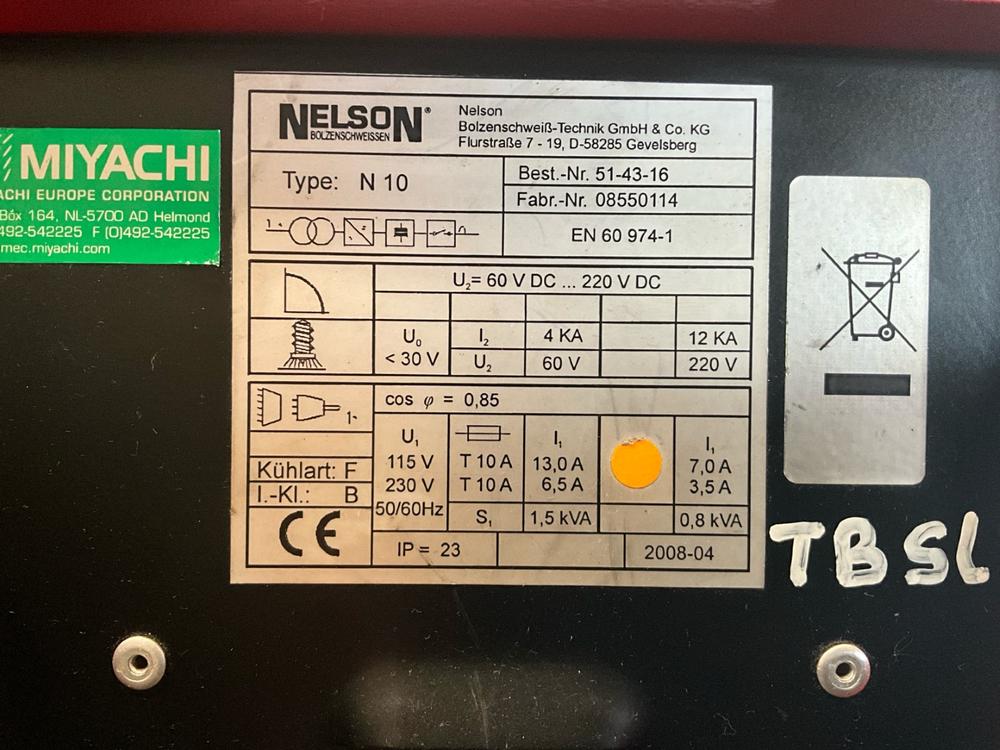 MIYACHI
ACHI EUROPE CORPORATION
Bóx 164, NL-5700 AD Helmond
492-542225 F (O)492-542225
mec.miyachi.com
NELSON®
BOLZENSCHWEISSEN
Nelson
Bolzenschweiß-Technik GmbH & Co. KG
Flurstraße 7 - 19, D-58285 Gevelsberg
Type: N 10
Best.-Nr. 51-43-16
Fabr.-Nr. 08550114
1~
EN 60 974-1
U₂= 60 V DC ... 220 V DC
U₀ I₂ 4 KA 12 KA
< 30 V U₂ 60 V 220 V
1~
cos φ = 0,85
U₁ I₁ I₁
115 V T 10 A 13,0 A 7,0 A
230 V T 10 A 6,5 A 3,5 A
50/60Hz S₁ 1,5 kVA 0,8 kVA
Kühlart: F
I.-Kl.: B
CE
IP = 23 2008-04
TBSL